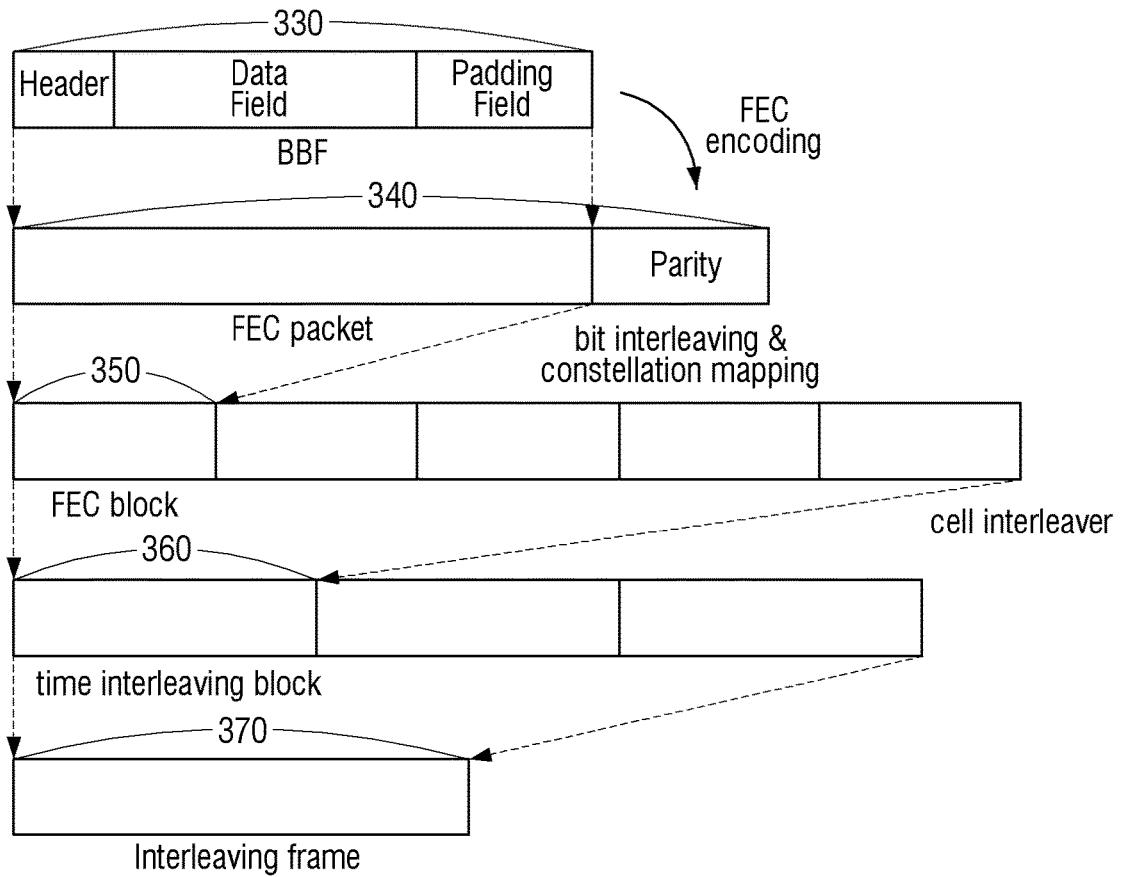 330
Header
Data
Field
Padding
Field
BBF
FEC
encoding
340
Parity
FEC packet
bit interleaving &
constellation mapping
350
FEC block
cell interleaver
360
time interleaving block
370
Interleaving frame